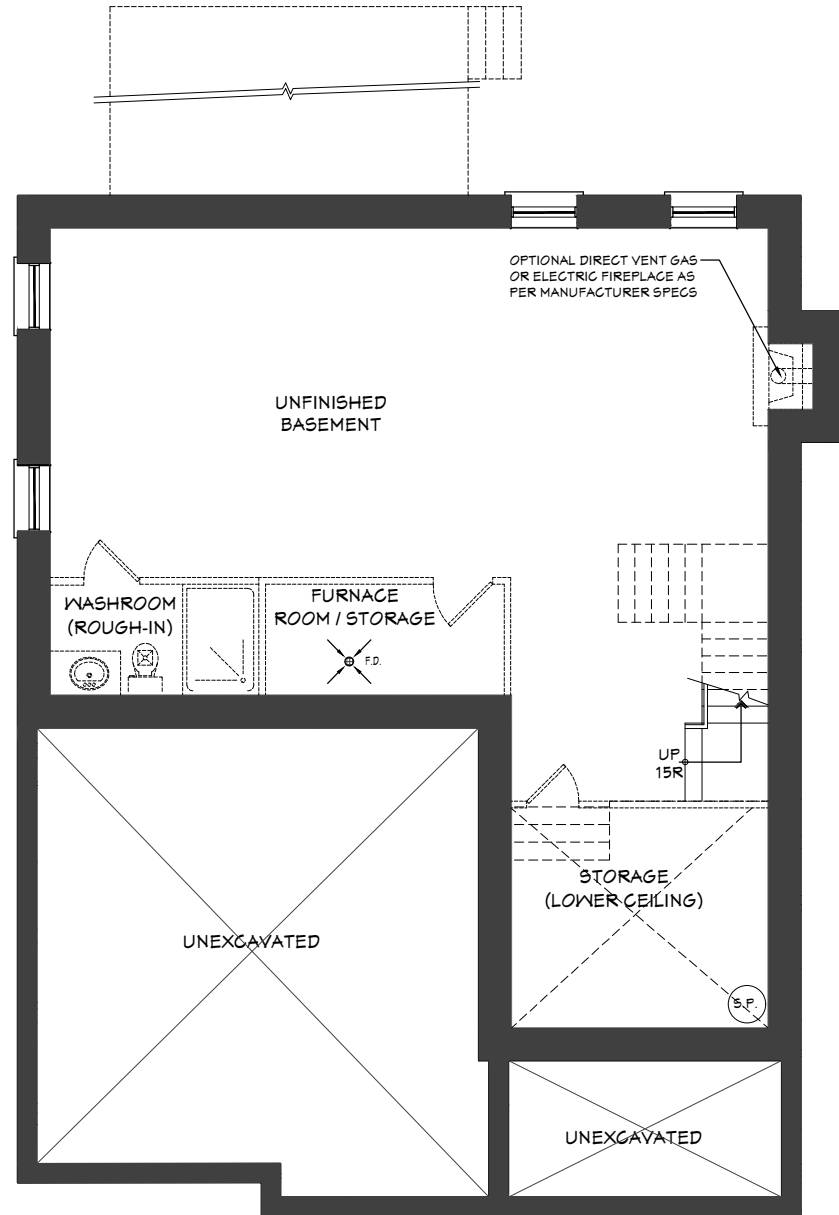 OPTIONAL DIRECT VENT GAS
OR ELECTRIC FIREPLACE AS
PER MANUFACTURER SPECS
UNFINISHED
BASEMENT
WASHROOM
(ROUGH-IN)
FURNACE
ROOM / STORAGE
F.D.
UP
15R
STORAGE
(LOWER CEILING)
S.P.
UNEXCAVATED
UNEXCAVATED